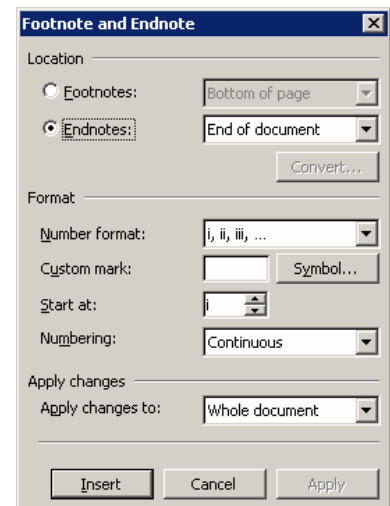 Footnote and Endnote
Location
Footnotes: Bottom of page
Endnotes: End of document
Convert...
Format
Number format: i, ii, iii, ...
Custom mark: Symbol...
Start at: i
Numbering: Continuous
Apply changes
Apply changes to: Whole document
Insert Cancel Apply